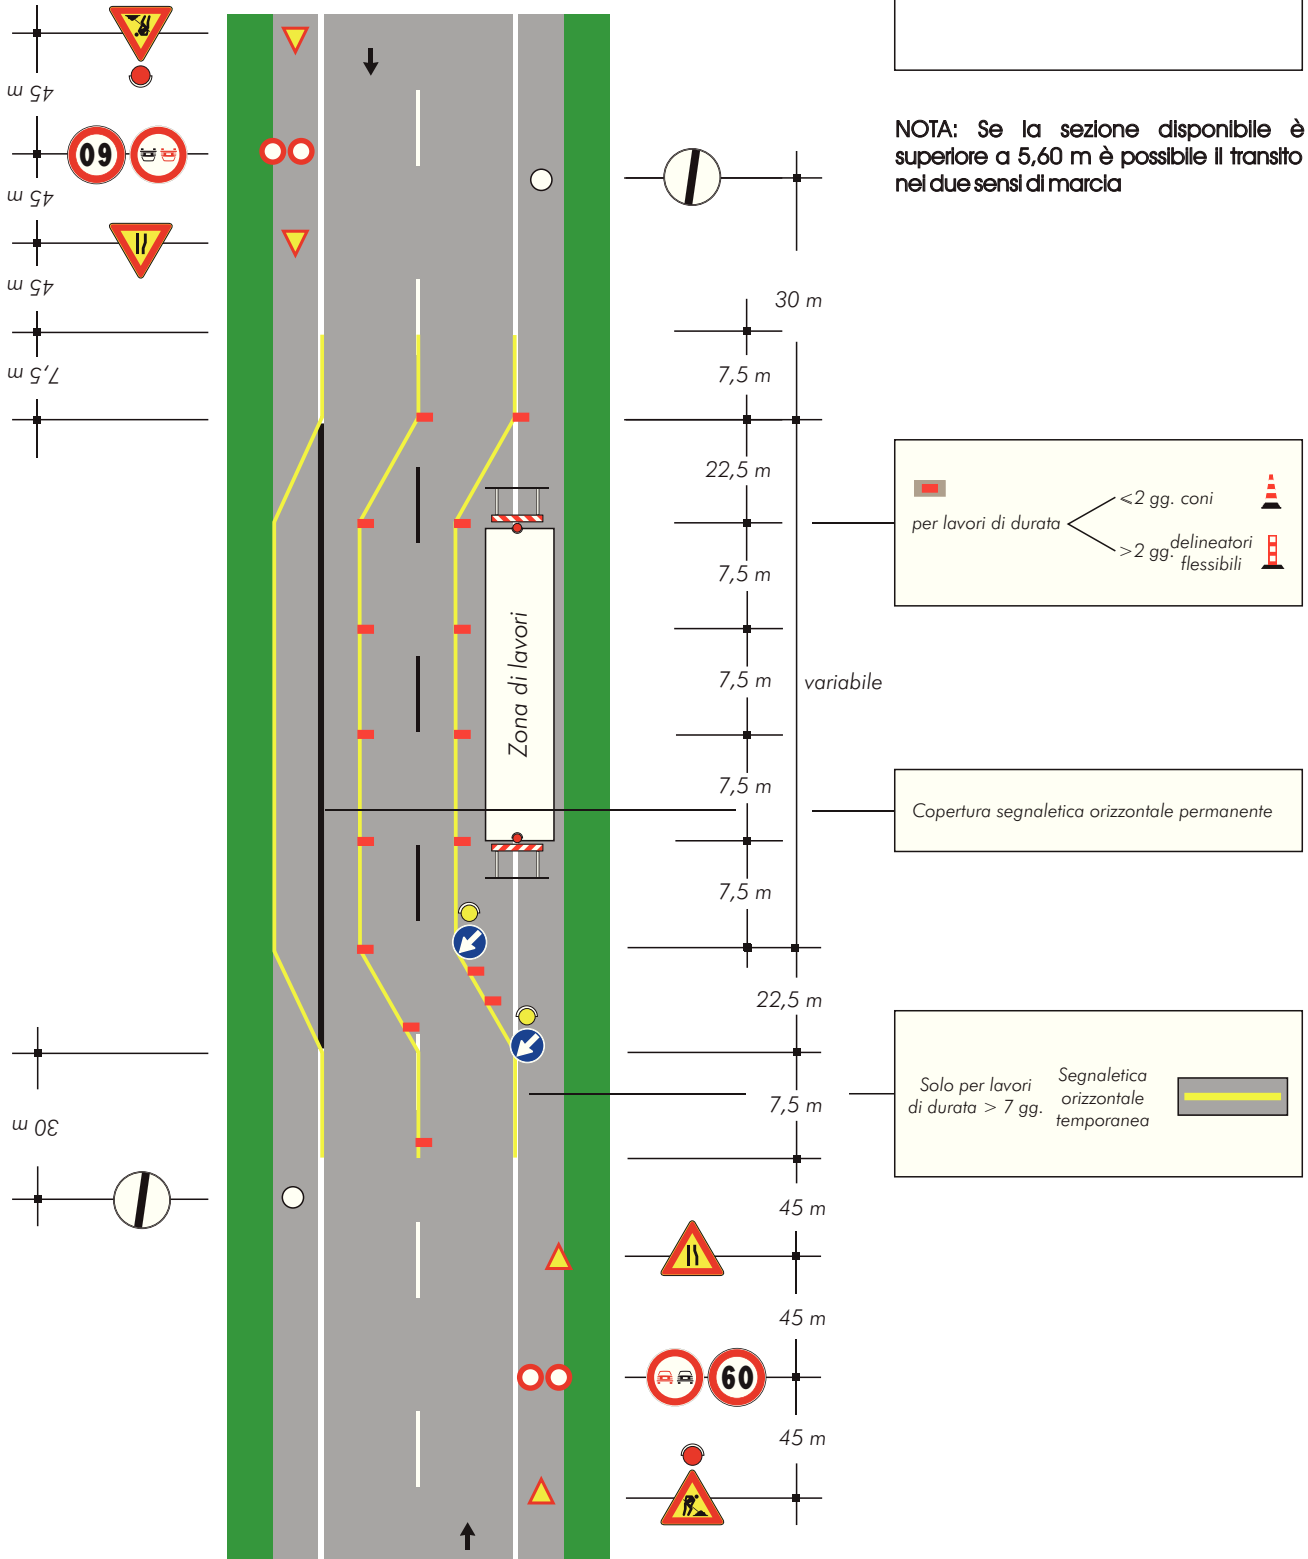 45 m
60
45 m
45 m
7,5 m
30 m
NOTA: Se la sezione disponibile è
superiore a 5,60 m è possibile il transito
nei due sensi di marcia
30 m
7,5 m
22,5 m
7,5 m
7,5 m
variabile
7,5 m
7,5 m
22,5 m
7,5 m
45 m
45 m
60
45 m
Zona di lavori
per lavori di durata
<2 gg. coni
>2 gg. delineatori
flessibili
Copertura segnaletica orizzontale permanente
Solo per lavori
di durata > 7 gg.
Segnaletica
orizzontale
temporanea